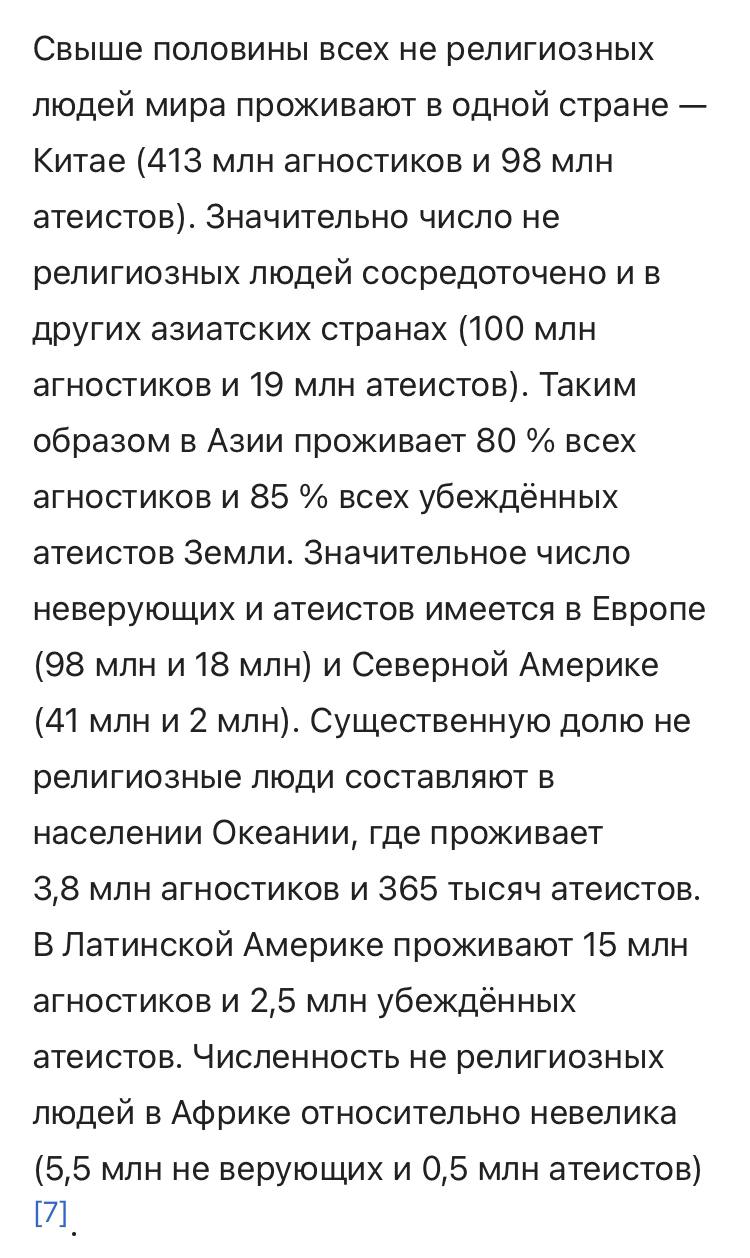 Свыше половины всех не религиозных
людей мира проживают в одной стране —
Китае (413 млн агностиков и 98 млн
атеистов). Значительно число не
религиозных людей сосредоточено и в
других азиатских странах (100 млн
агностиков и 19 млн атеистов). Таким
образом в Азии проживает 80 % всех
агностиков и 85 % всех убеждённых
атеистов Земли. Значительное число
неверующих и атеистов имеется в Европе
(98 млн и 18 млн) и Северной Америке
(41 млн и 2 млн). Существенную долю не
религиозные люди составляют в
населении Океании, где проживает
3,8 млн агностиков и 365 тысяч атеистов.
В Латинской Америке проживают 15 млн
агностиков и 2,5 млн убеждённых
атеистов. Численность не религиозных
людей в Африке относительно невелика
(5,5 млн не верующих и 0,5 млн атеистов)
[7].